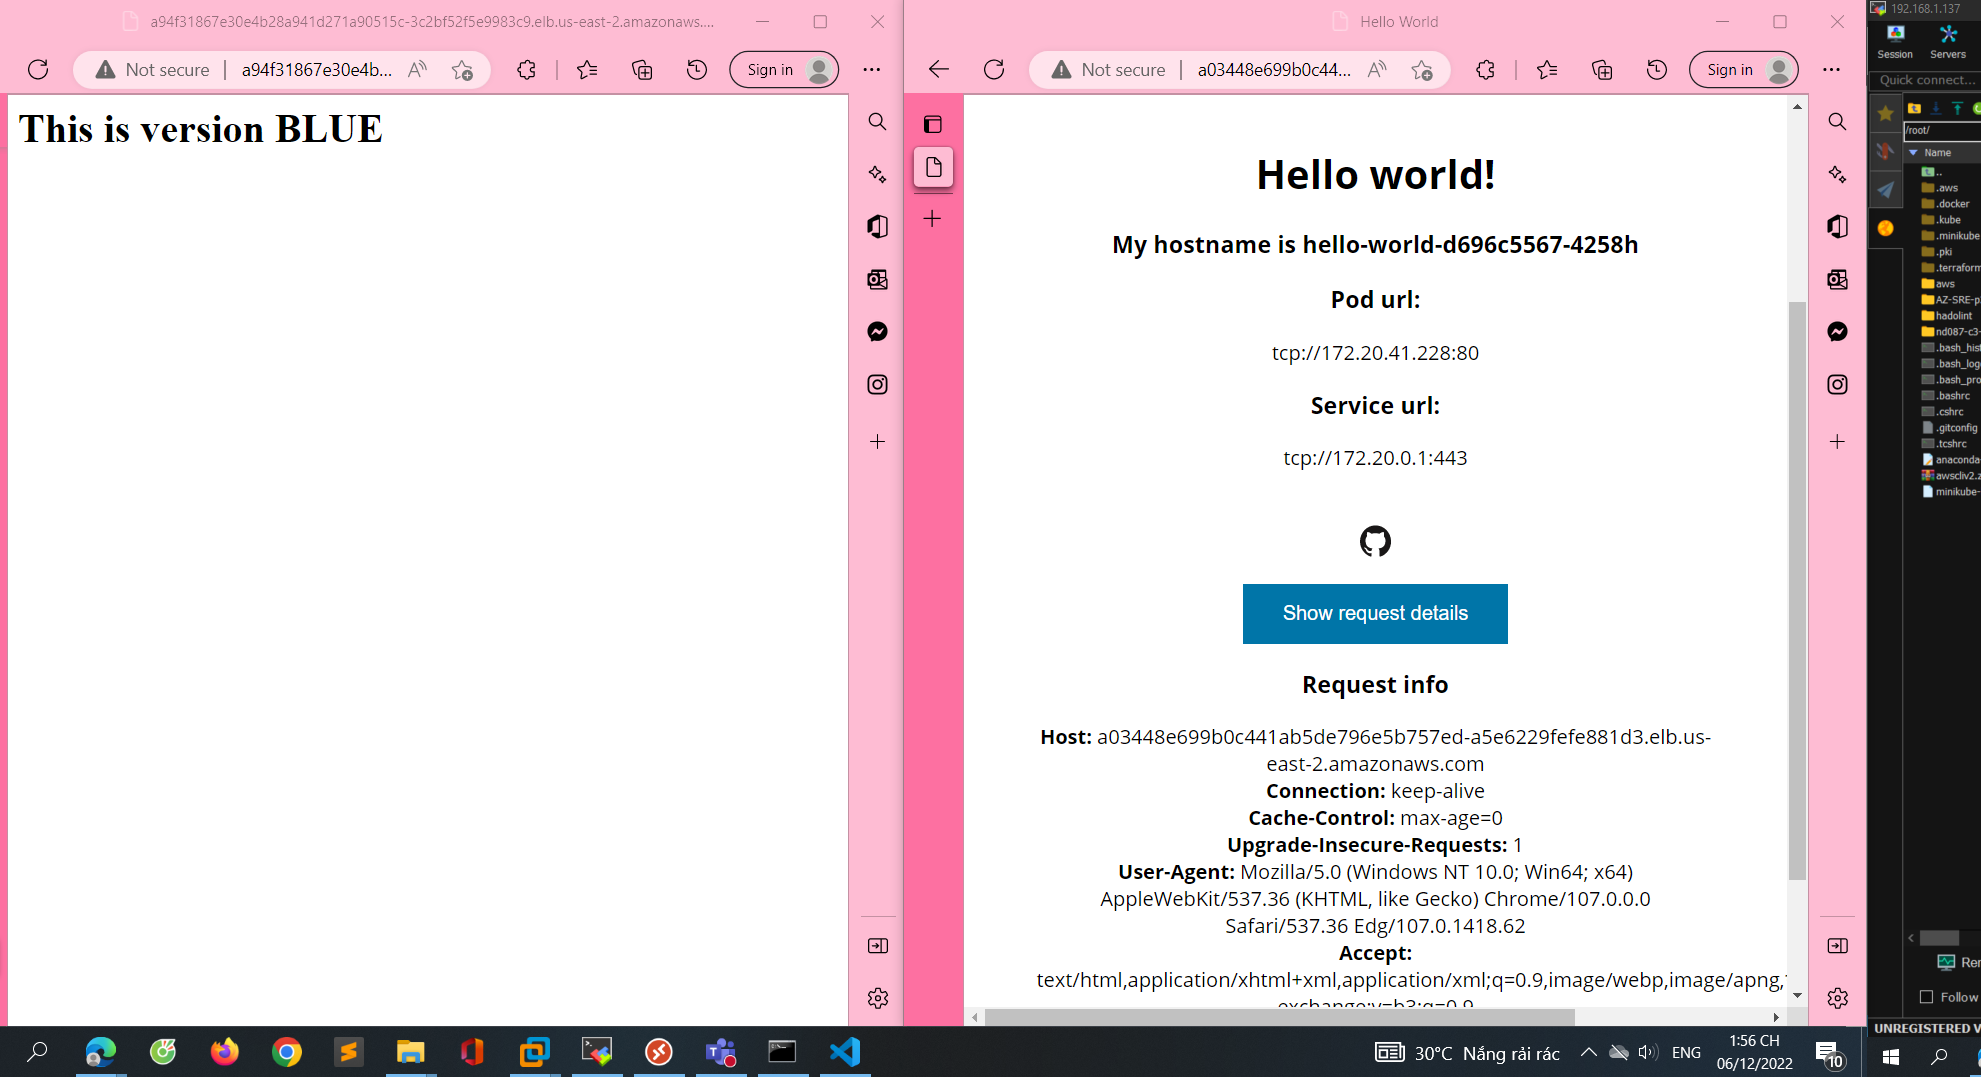 a94f31867e30e4b28a941d271a90515c-3c2bf52f5e9983c9.elb.us-east-2.amazonaws....
Not secure
a94f31867e30e4b...
Sign in
This is version BLUE
Hello World
Not secure
a03448e699b0c44...
Sign in
Hello world!
My hostname is hello-world-d696c5567-4258h
Pod url:
tcp://172.20.41.228:80
Service url:
tcp://172.20.0.1:443
Show request details
Request info
Host: a03448e699b0c441ab5de796e5b757ed-a5e6229fefe881d3.elb.us-
east-2.amazonaws.com
Connection: keep-alive
Cache-Control: max-age=0
Upgrade-Insecure-Requests: 1
User-Agent: Mozilla/5.0 (Windows NT 10.0; Win64; x64)
AppleWebKit/537.36 (KHTML, like Gecko) Chrome/107.0.0.0
Safari/537.36 Edg/107.0.1418.62
Accept:
text/html,application/xhtml+xml,application/xml;q=0.9,image/webp,image/apng,
exchange;v=b3;q=0.9
192.168.1.137
Session
Servers
Quick connect...
/root/
Name
..
.aws
.docker
.kube
.minikube
.pki
.terraform
aws
AZ-SRE-p
hadolint
nd087-c3-
.bash_hist
.bash_log
.bash_pro
.bashrc
.cshrc
.gitconfig
.tcshrc
anaconda-
awscliv2.z
minikube-
Rem
Follow
UNREGISTERED V
30°C Nắng rải rác
ENG
1:56 CH
06/12/2022
10